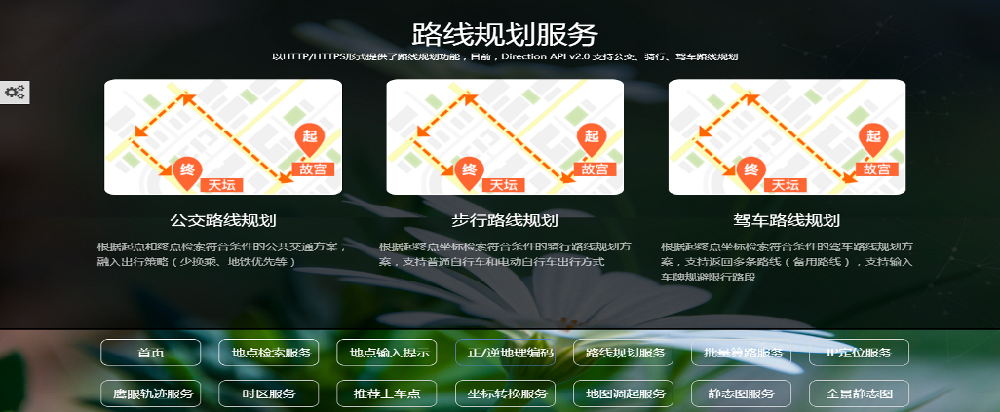 路线规划服务
以HTTP/HTTPS形式提供了路线规划功能，目前，Direction API v2.0 支持公交、骑行、驾车路线规划
起
故宫
终
天坛
起
故宫
终
天坛
起
故宫
终
天坛
公交路线规划
步行路线规划
驾车路线规划
根据起点和终点检索符合条件的公共交通方案，
融入出行策略（少换乘、地铁优先等）
根据起终点坐标检索符合条件的骑行路线规划方
案，支持普通自行车和电动自行车出行方式
根据起终点坐标检索符合条件的驾车路线规划方
案，支持返回多条路线（备用路线），支持输入
车牌规避限行路段
首页 地点检索服务 地点输入提示 正/逆地理编码 路线规划服务 批量算路服务 IP定位服务
鹰眼轨迹服务 时区服务 推荐上车点 坐标转换服务 地图调起服务 静态图服务 全景静态图